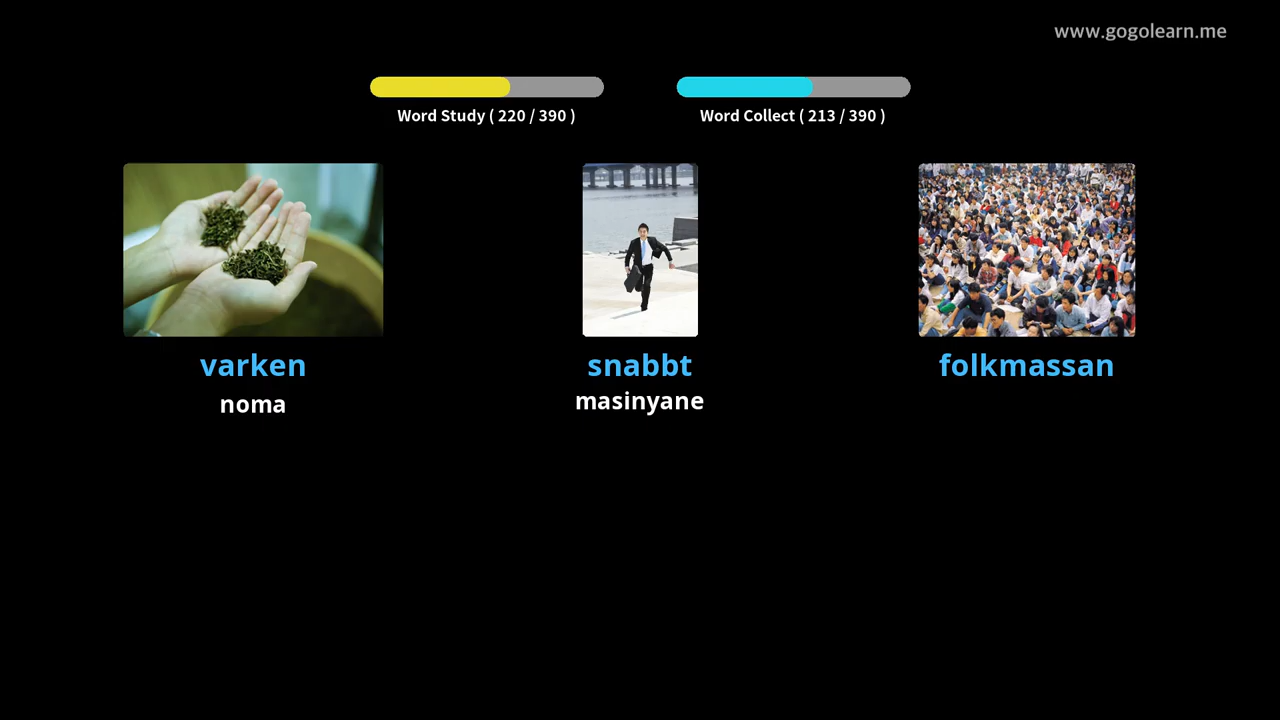 www.gogolearn.me
Word Study ( 220 / 390 )
Word Collect ( 213 / 390 )
varken
noma
snabbt
masinyane
folkmassan